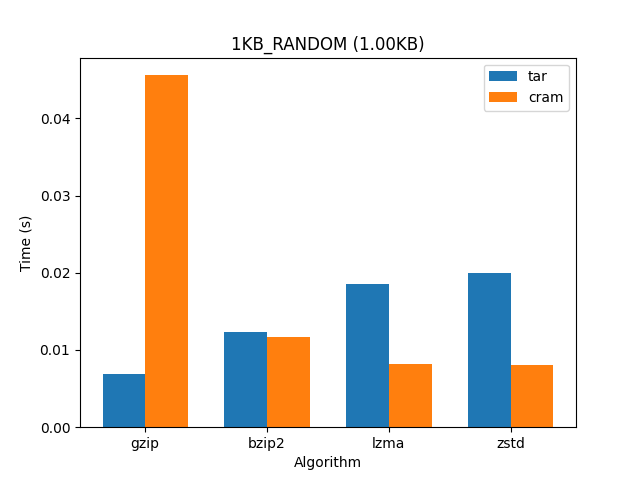 1KB_RANDOM (1.00KB)
tar
cram
Time (s)
0.04
0.03
0.02
0.01
0.00
gzip
bzip2
lzma
zstd
Algorithm